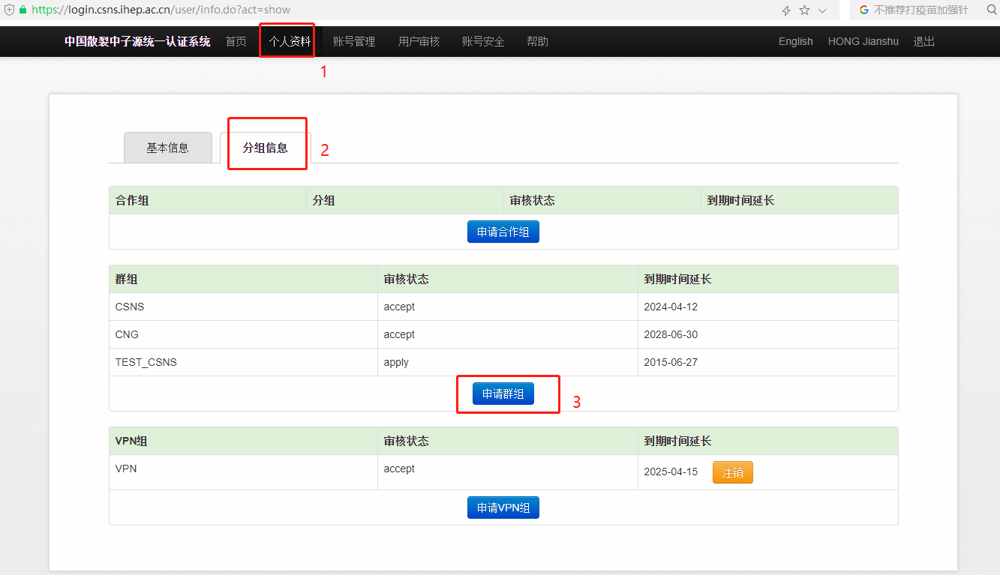 https://login.csns.ihep.ac.cn/user/info.do?act=show 不推荐打疫苗加强针
中国散裂中子源统一认证系统 首页 个人资料 账号管理 用户审核 账号安全 帮助 English HONG Jianshu 退出
1
基本信息 分组信息 2
合作组 分组 审核状态 到期时间延长
申请合作组
群组 审核状态 到期时间延长
CSNS accept 2024-04-12
CNG accept 2028-06-30
TEST_CSNS apply 2015-06-27
申请群组 3
VPN组 审核状态 到期时间延长
VPN accept 2025-04-15 注销
申请VPN组